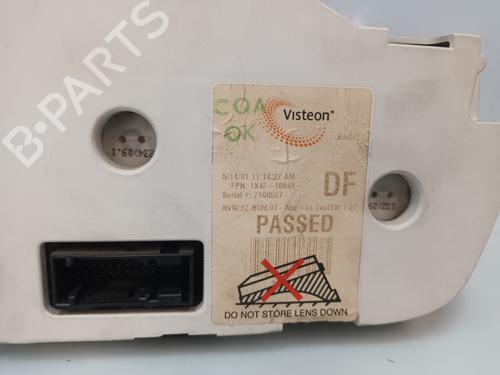 B-PARTS
COA
OK
Visteon
5/14/01 11:14:32 AM
FPN: 1X4F-10849-
DF
Serial #: 2160567
PASSED
DO NOT STORE LENS DOWN